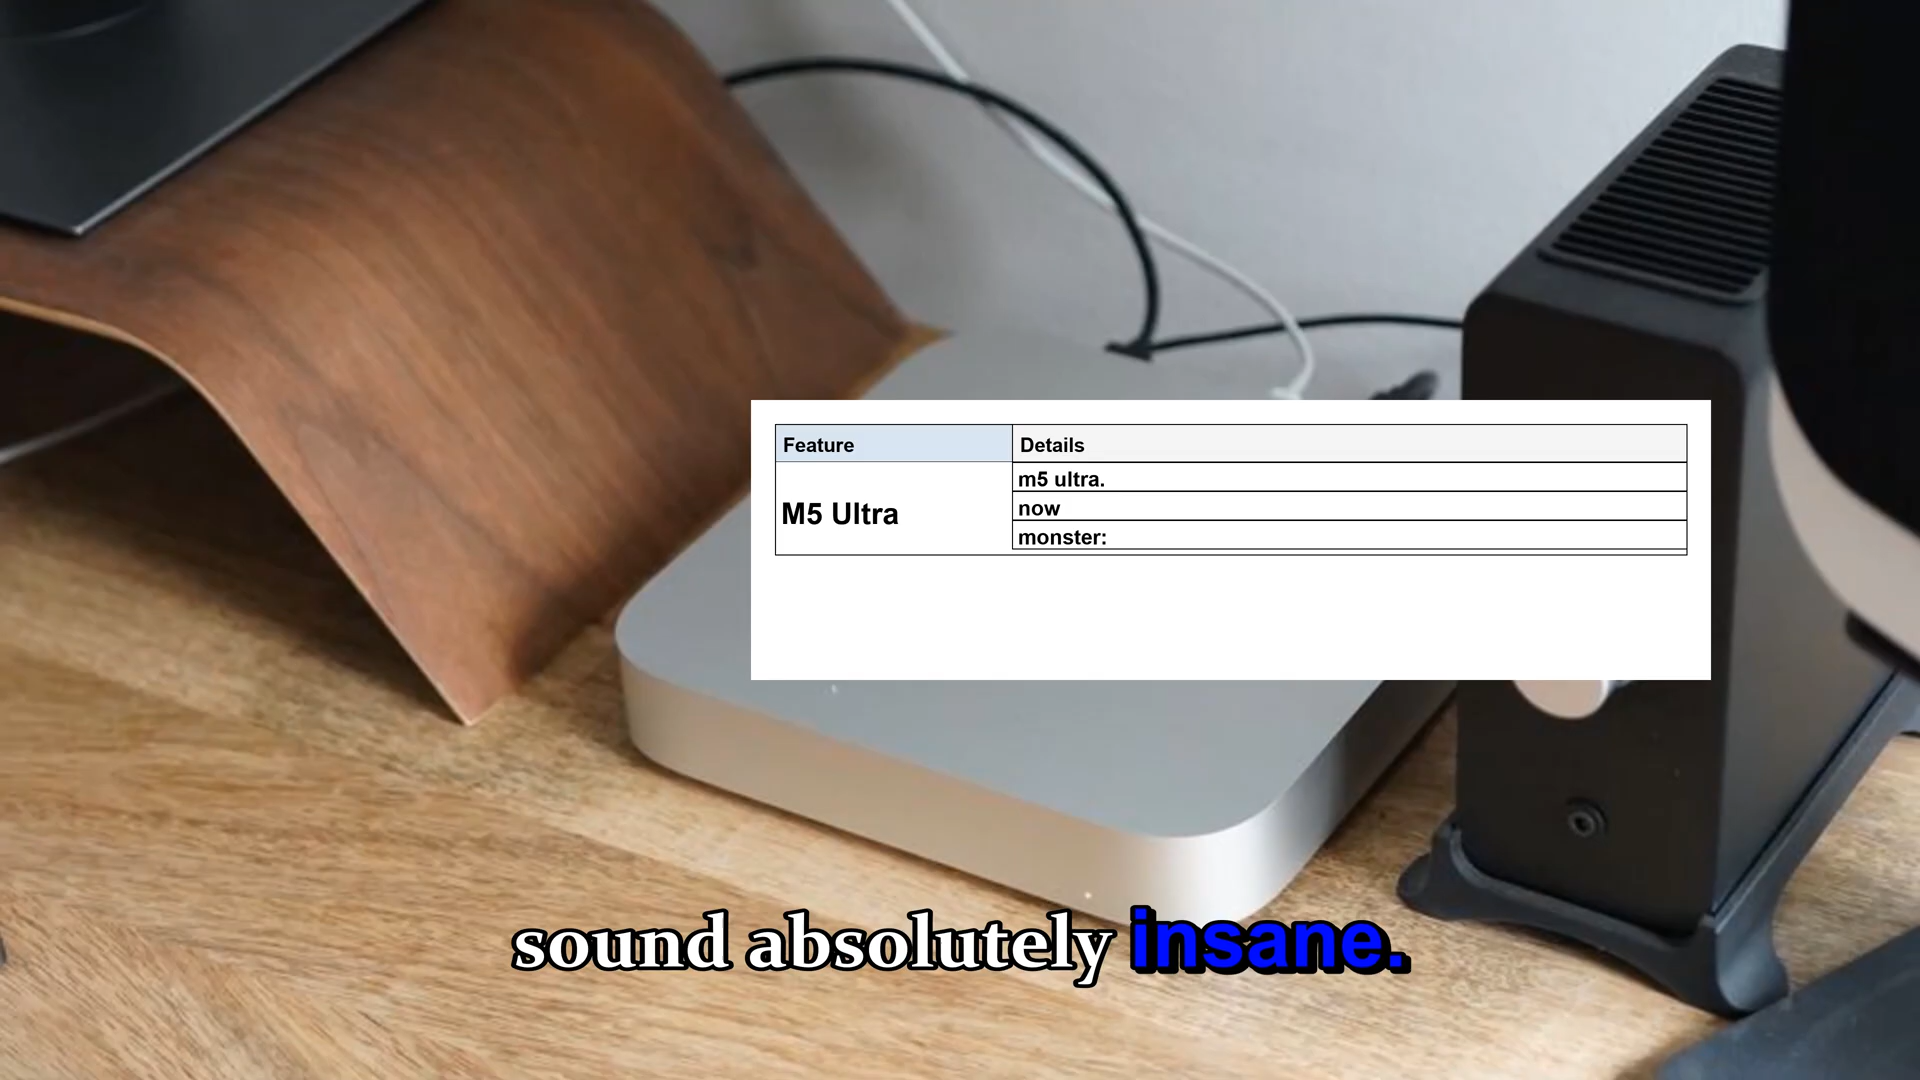 Feature Details
M5 Ultra
m5 ultra.
now
monster:
sound absolutely insane.